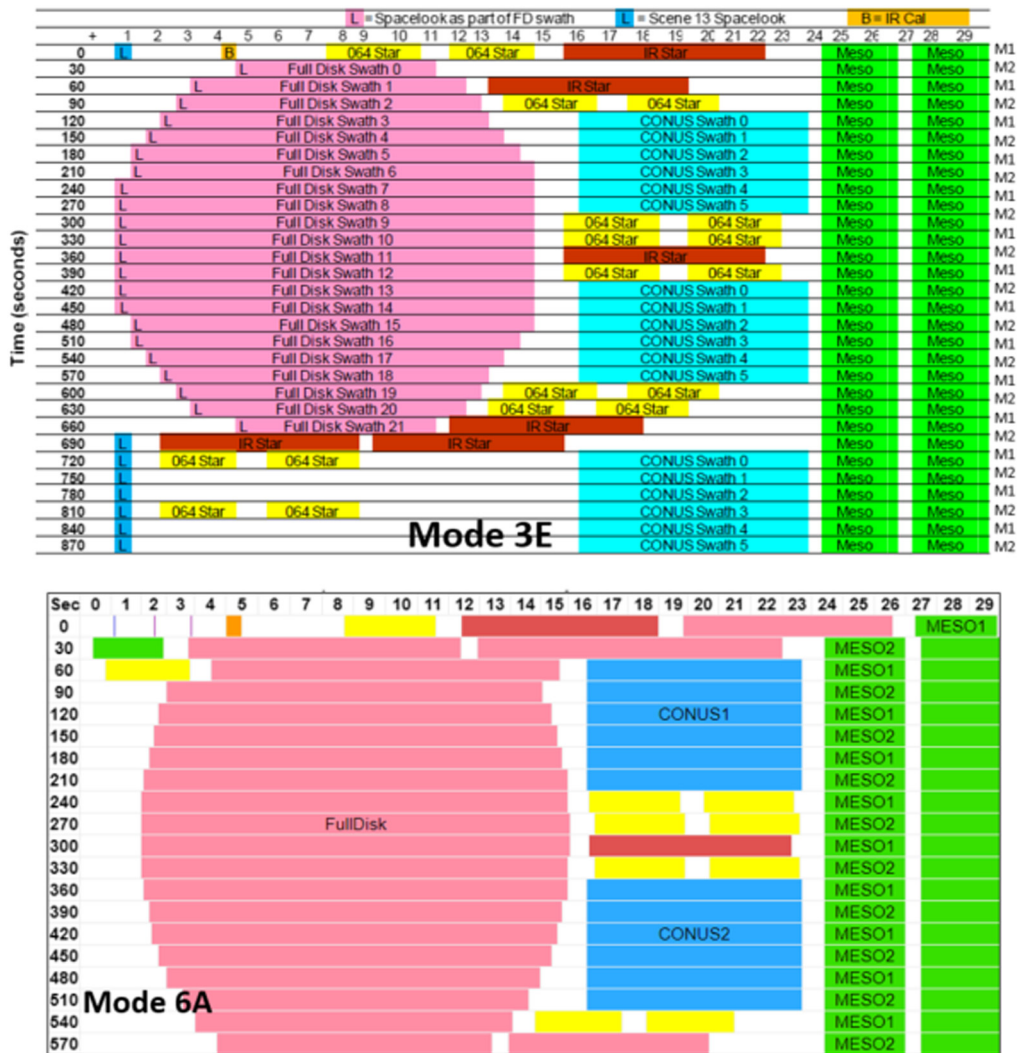 L = Spacelook as part of FD swath L = Scene 13 Spacelook B = IR Cal
+ 1 2 3 4 5 6 7 8 9 10 11 12 13 14 15 16 17 18 19 20 21 22 23 24 25 26 27 28 29
0 L B 064 Star 064 Star IR Star Meso Meso M1
30 L Full Disk Swath 0 Meso Meso M2
60 L Full Disk Swath 1 IR Star Meso Meso M1
90 L Full Disk Swath 2 064 Star 064 Star Meso Meso M2
120 L Full Disk Swath 3 CONUS Swath 0 Meso Meso M1
150 L Full Disk Swath 4 CONUS Swath 1 Meso Meso M2
180 L Full Disk Swath 5 CONUS Swath 2 Meso Meso M1
210 L Full Disk Swath 6 CONUS Swath 3 Meso Meso M2
240 L Full Disk Swath 7 CONUS Swath 4 Meso Meso M1
270 L Full Disk Swath 8 CONUS Swath 5 Meso Meso M2
300 L Full Disk Swath 9 064 Star 064 Star Meso Meso M1
330 L Full Disk Swath 10 064 Star 064 Star Meso Meso M2
360 L Full Disk Swath 11 IR Star Meso Meso M1
390 L Full Disk Swath 12 064 Star 064 Star Meso Meso M2
420 L Full Disk Swath 13 CONUS Swath 0 Meso Meso M1
450 L Full Disk Swath 14 CONUS Swath 1 Meso Meso M2
480 L Full Disk Swath 15 CONUS Swath 2 Meso Meso M1
510 L Full Disk Swath 16 CONUS Swath 3 Meso Meso M2
540 L Full Disk Swath 17 CONUS Swath 4 Meso Meso M1
570 L Full Disk Swath 18 CONUS Swath 5 Meso Meso M2
600 L Full Disk Swath 19 064 Star 064 Star Meso Meso M1
630 L Full Disk Swath 20 064 Star 064 Star Meso Meso M2
660 L Full Disk Swath 21 IR Star Meso Meso M1
690 L IR Star IR Star Meso Meso M2
720 L 064 Star 064 Star CONUS Swath 0 Meso Meso M1
750 L CONUS Swath 1 Meso Meso M2
780 L CONUS Swath 2 Meso Meso M1
810 L 064 Star 064 Star CONUS Swath 3 Meso Meso M2
840 L CONUS Swath 4 Meso Meso M1
870 L CONUS Swath 5 Meso Meso M2
Time (seconds)
Mode 3E
Sec 0 1 2 3 4 5 6 7 8 9 10 11 12 13 14 15 16 17 18 19 20 21 22 23 24 25 26 27 28 29
0 MESO1
30 MESO2
60 MESO1
90 MESO2
120 CONUS1 MESO1
150 MESO2
180 MESO1
210 MESO2
240 MESO1
270 FullDisk MESO2
300 MESO1
330 MESO2
360 MESO1
390 MESO2
420 CONUS2 MESO1
450 MESO2
480 MESO1
510 MESO2
540 MESO1
570 MESO2
Mode 6A